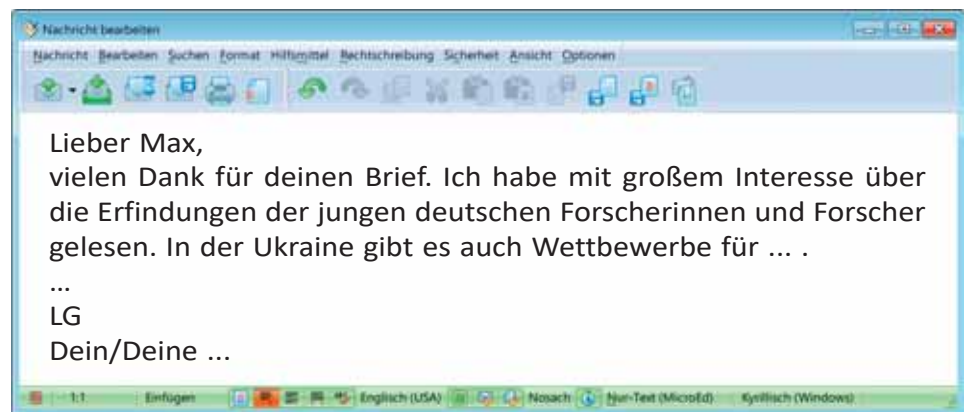 Nachricht bearbeiten
Nachricht Bearbeiten Suchen Format Hilfsmittel Rechtschreibung Sicherheit Ansicht Optionen
Lieber Max,
vielen Dank für deinen Brief. Ich habe mit großem Interesse über
die Erfindungen der jungen deutschen Forscherinnen und Forscher
gelesen. In der Ukraine gibt es auch Wettbewerbe für ... .
...
LG
Dein/Deine ...
1:1 Einfügen Englisch (USA) Nosach Nur-Text (MicroEd) Kyrillisch (Windows)